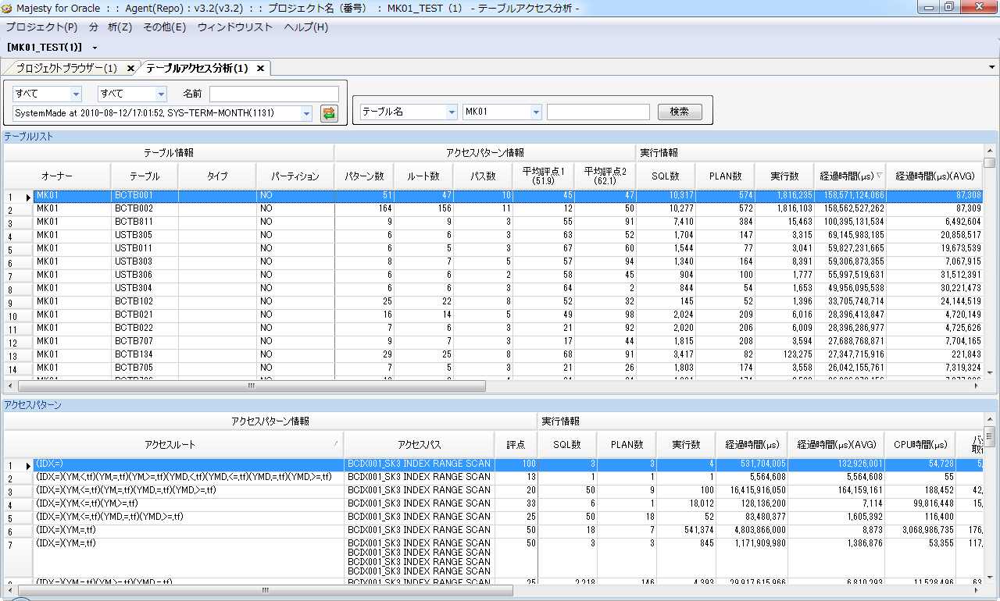 Majesty for Oracle : : Agent(Repo) : v3.2(v3.2) : : プロジェクト名（番号） : MK01_TEST（1） - テーブルアクセス分析 -
プロジェクト(P) 分 析(Z) その他(E) ウィンドウリスト ヘルプ(H)
[MK01_TEST(1)]
プロジェクトブラウザー(1) テーブルアクセス分析(1)
すべて すべて 名前
SystemMade at 2010-08-12/17:01:52, SYS-TERM-MONTH(1131)
テーブル名 MK01 検索
テーブルリスト
テーブル情報 アクセスパターン情報 実行情報
オーナー テーブル タイプ パーティション パターン数 ルート数 パス数 平均評点1 (51.9) 平均評点2 (62.1) SQL数 PLAN数 実行数 経過時間(μs) 経過時間(μs)(AVG)
1 MK01 BCTB001 NO 51 47 10 45 47 10,317 574 1,816,235 158,571,124,066 87,308
2 MK01 BCTB002 NO 164 156 11 12 50 10,277 572 1,816,103 158,562,527,262 87,309
3 MK01 BCTB811 NO 9 9 3 55 91 7,410 384 15,463 100,395,131,534 6,492,604
4 MK01 USTB305 NO 6 6 3 63 52 1,704 147 3,315 69,145,983,185 20,858,517
5 MK01 USTB011 NO 6 5 3 67 60 1,544 77 3,041 59,827,231,665 19,673,539
6 MK01 USTB303 NO 8 7 5 57 94 1,340 164 8,391 59,306,873,355 7,067,915
7 MK01 USTB306 NO 6 6 2 58 45 904 100 1,777 55,997,519,631 31,512,391
8 MK01 USTB304 NO 6 6 3 64 2 844 54 1,653 49,956,095,538 30,221,473
9 MK01 BCTB102 NO 25 22 8 52 32 145 52 1,396 33,705,748,714 24,144,519
10 MK01 BCTB021 NO 16 14 5 49 98 2,024 209 6,016 28,396,413,847 4,720,149
11 MK01 BCTB022 NO 7 6 3 21 92 2,020 206 6,009 28,396,286,977 4,725,626
12 MK01 BCTB707 NO 9 7 3 17 44 1,815 208 3,594 27,688,768,871 7,704,165
13 MK01 BCTB134 NO 29 25 8 68 91 3,417 82 123,275 27,347,715,916 221,843
14 MK01 BCTB705 NO 7 5 3 21 26 1,803 174 3,558 26,042,155,761 7,319,324
アクセスパターン
アクセスパターン情報 実行情報
アクセスルート アクセスパス 評点 SQL数 PLAN数 実行数 経過時間(μs) 経過時間(μs)(AVG) CPU時間(μs)
1 (IDX,=) BCIX001_SK3 INDEX RANGE SCAN 100 3 3 4 531,704,005 132,926,001 54,728 5,
2 (IDX,=)(YM,<,tf)(YM,=,tf)(YM,>=,tf)(YMD,<,tf)(YMD,<=,tf)(YMD,=,tf)(YMD,>=,tf) BCIX001_SK3 INDEX RANGE SCAN 13 1 1 1 5,564,608 5,564,608 55
3 (IDX,=)(YM,<=,tf)(YM,=,tf)(YMD,=,tf)(YMD,>=,tf) BCIX001_SK3 INDEX RANGE SCAN 20 50 9 100 16,415,916,050 164,159,161 188,452 42,
4 (IDX,=)(YM,<=,tf)(YM,>=,tf) BCIX001_SK3 INDEX RANGE SCAN 33 6 1 18,012 128,136,200 7,114 99,816,448 15,
5 (IDX,=)(YM,<=,tf)(YMD,=,tf)(YMD,>=,tf) BCIX001_SK3 INDEX RANGE SCAN 25 50 18 52 83,480,377 1,605,392 116,400
6 (IDX,=)(YM,=,tf) BCIX001_SK3 INDEX RANGE SCAN 50 18 7 541,374 4,803,866,000 8,873 3,068,986,735 176,
7 (IDX,=)(YM,=,tf) BCIX001_SK3 INDEX RANGE SCAN 50 3 3 845 1,171,909,980 1,386,876 53,355 117,
BCIX001_SK3 INDEX RANGE SCAN
BCIX001_SK3 INDEX RANGE SCAN
BCIX001_SK3 INDEX RANGE SCAN